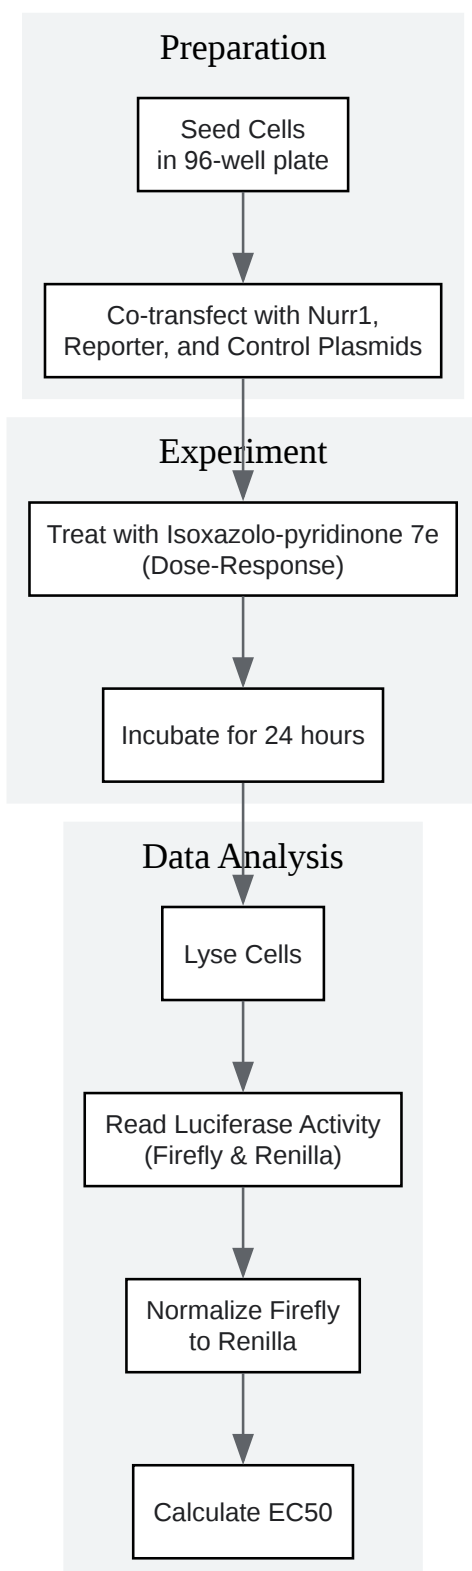 Preparation
Seed Cells
in 96-well plate
Co-transfect with Nurr1,
Reporter, and Control Plasmids
Experiment
Treat with Isoxazolo-pyridinone 7e
(Dose-Response)
Incubate for 24 hours
Data Analysis
Lyse Cells
Read Luciferase Activity
(Firefly & Renilla)
Normalize Firefly
to Renilla
Calculate EC50